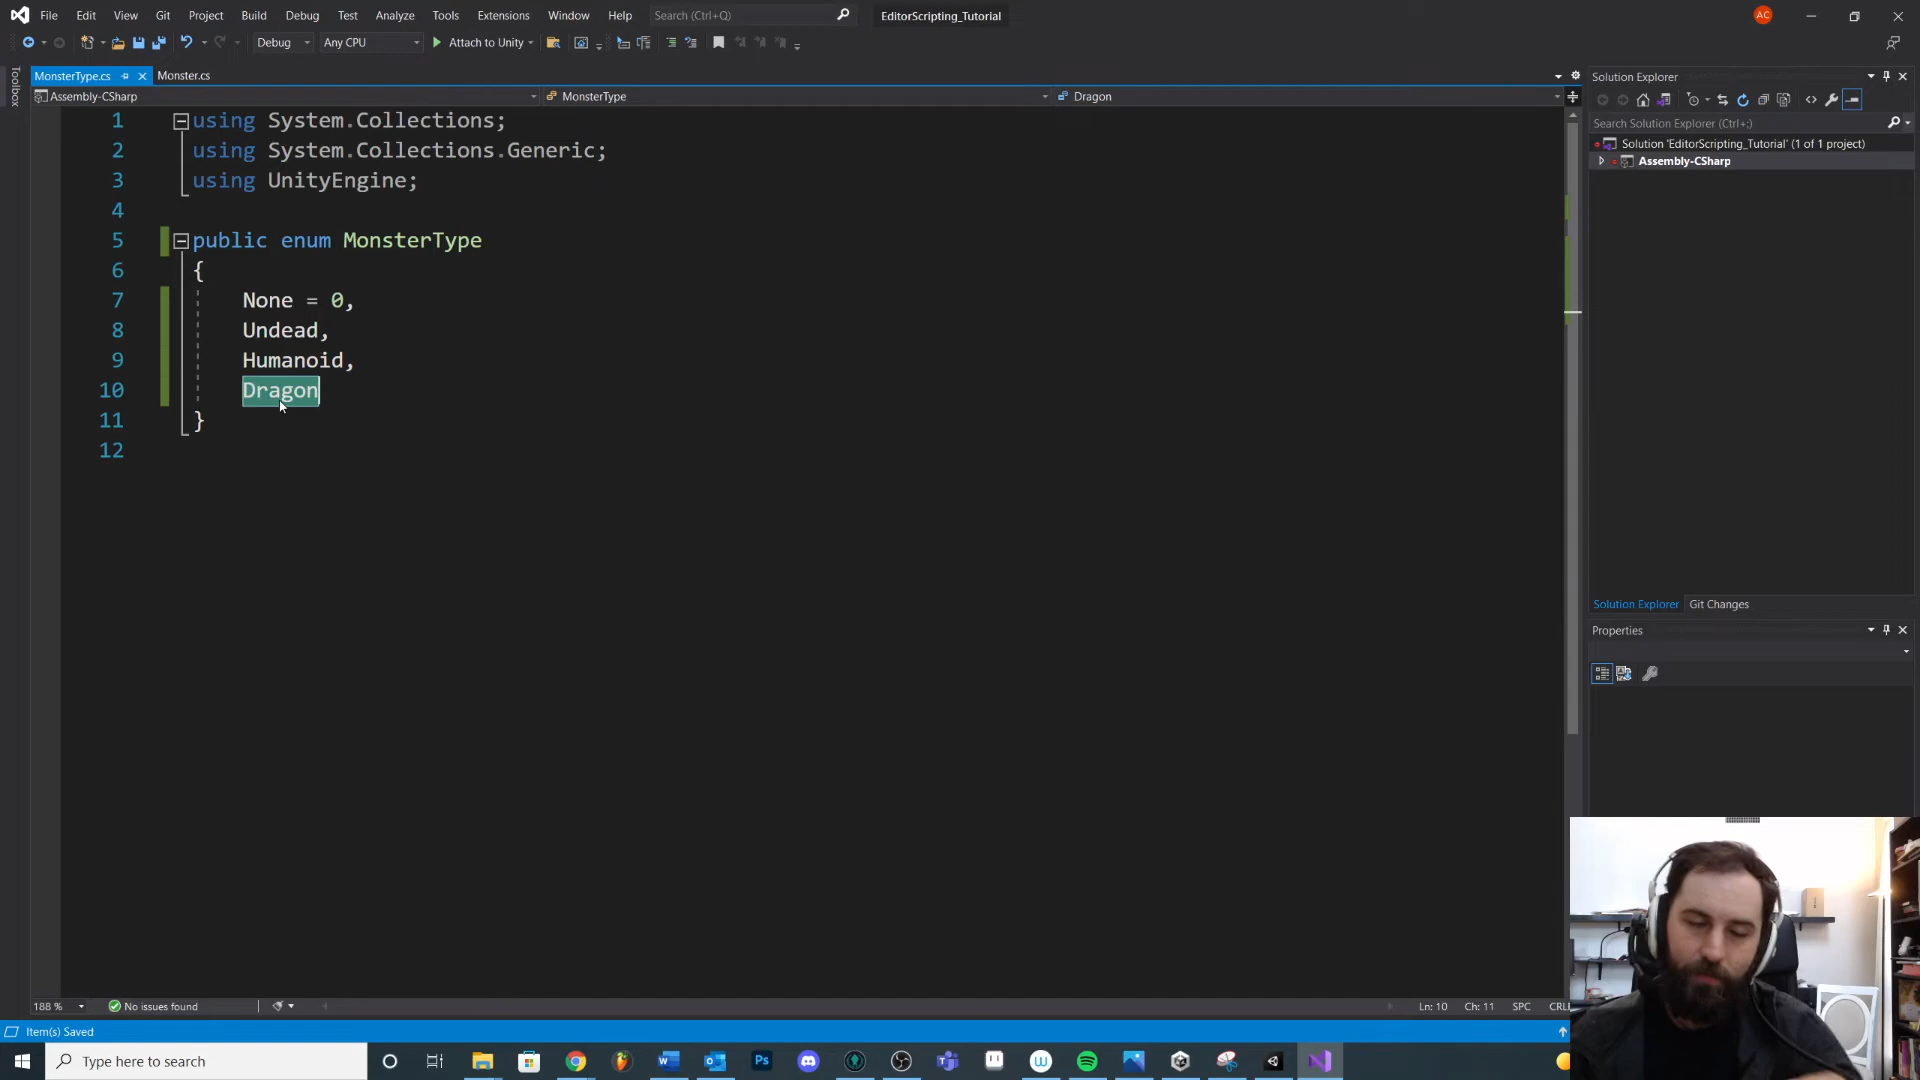 File Edit View Git Project Build Debug Test Analyze Tools Extensions Window Help Search (Ctrl+Q) EditorScripting_Tutorial AC
Debug Any CPU Attach to Unity
Toolbox
MonsterType.cs Monster.cs
Assembly-CSharp MonsterType Dragon
1 using System.Collections;
2 using System.Collections.Generic;
3 using UnityEngine;
4
5 public enum MonsterType
6 {
7 None = 0,
8 Undead,
9 Humanoid,
10 Dragon
11 }
12
Solution Explorer
Search Solution Explorer (Ctrl+;)
Solution 'EditorScripting_Tutorial' (1 of 1 project)
Assembly-CSharp
Solution Explorer Git Changes
Properties
188 % No issues found Ln: 10 Ch: 11 SPC CRL
Item(s) Saved
Type here to search